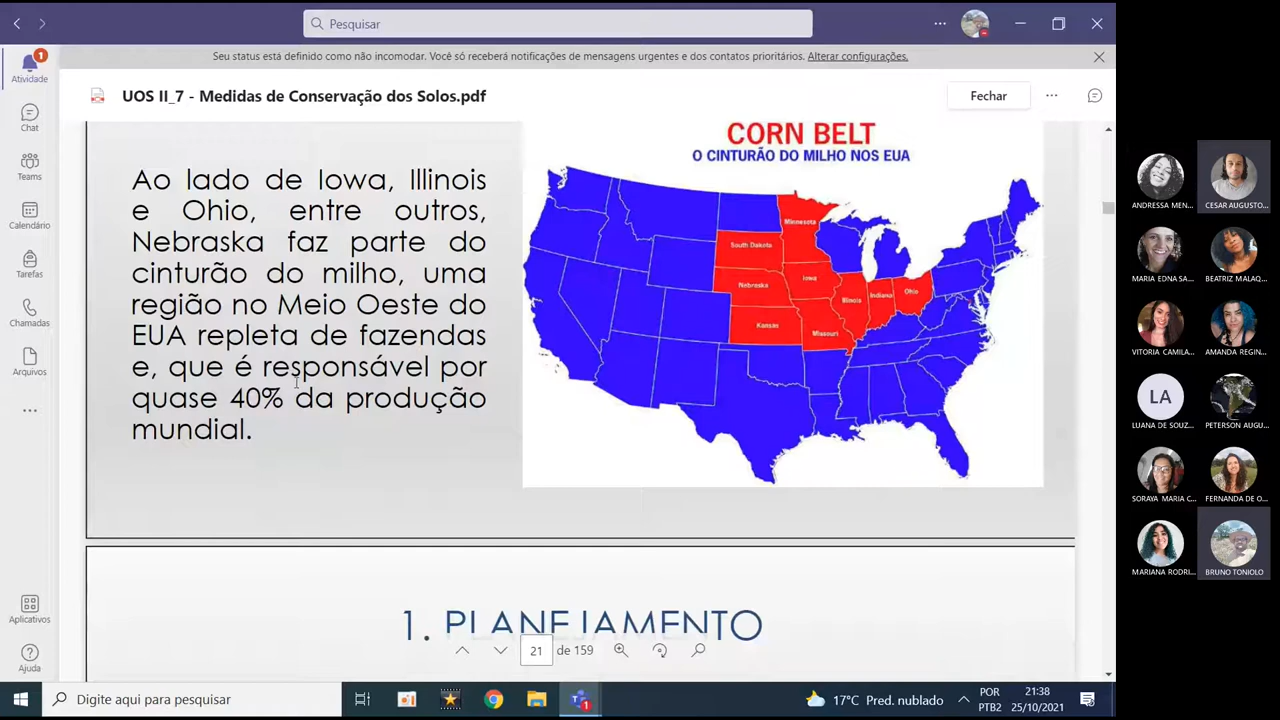 Pesquisar
Seu status está definido como não incomodar. Você só receberá notificações de mensagens urgentes e dos contatos prioritários. Alterar configurações.
Atividade
1
Chat
Teams
Calendário
Tarefas
Chamadas
Arquivos
Aplicativos
Ajuda
UOS II_7 - Medidas de Conservação dos Solos.pdf
Fechar
Ao lado de Iowa, Illinois
e Ohio, entre outros,
Nebraska faz parte do
cinturão do milho, uma
região no Meio Oeste do
EUA repleta de fazendas
e, que é responsável por
quase 40% da produção
mundial.
CORN BELT
O CINTURÃO DO MILHO NOS EUA
Minnesota
South Dakota
Iowa
Nebraska
Illinois
Indiana
Ohio
Kansas
Missouri
1. PLANEJAMENTO
21 de 159
ANDRESSA MEN...
CESAR AUGUSTO...
MARIA EDNA SA...
BEATRIZ MALAQ...
VITORIA CAMILA...
AMANDA REGIN...
LA
LUANA DE SOUZ...
PETERSON AUGU...
SORAYA MARIA C...
FERNANDA DE O...
MARIANA RODRI...
BRUNO TONIOLO
Digite aqui para pesquisar
1
17°C Pred. nublado
POR
PTB2
21:38
25/10/2021